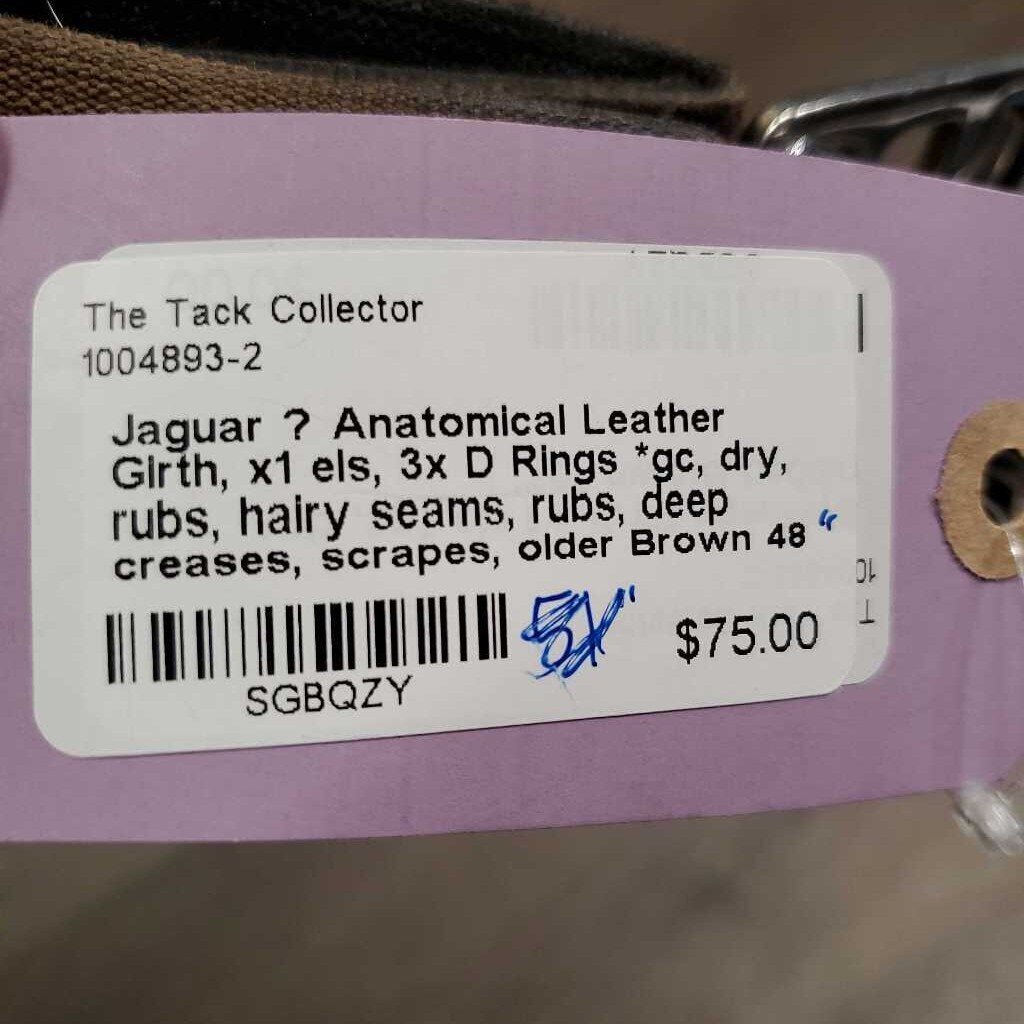 The Tack Collector
1004893-2
Jaguar ? Anatomical Leather
Girth, x1 els, 3x D Rings *gc, dry,
rubs, hairy seams, rubs, deep
creases, scrapes, older Brown 48 "
$75.00
SGBQZY